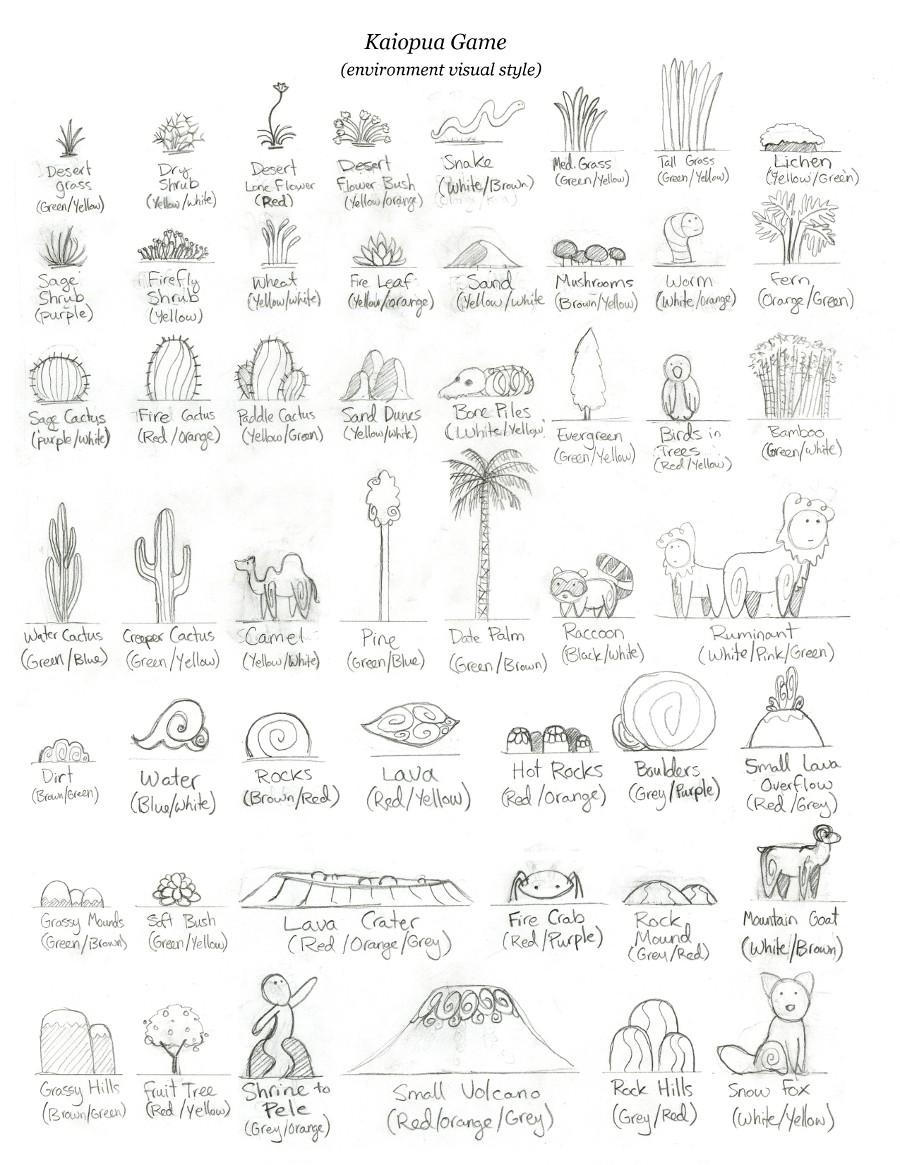 Kaiopua Game
(environment visual style)
Desert
grass
(Green/Yellow)
Dry
Shrub
(Yellow/White)
Desert
Lone Flower
(Red)
Desert
Flower Bush
(Yellow/Orange)
Snake
(White/Brown)
Med. Grass
(Green/Yellow)
Tall Grass
(Green/Yellow)
Lichen
(Yellow/Green)
Sage
Shrub
(purple)
Firefly
Shrub
(Yellow)
Wheat
(Yellow/White)
Fire Leaf
(Yellow/Orange)
Sand
(Yellow/White
Mushrooms
(Brown/Yellow)
Worm
(White/Orange)
Fern
(Orange/Green)
Sage Cactus
(purple/White)
Fire Cactus
(Red/Orange)
Paddle Cactus
(Yellow/Green)
Sand Dunes
(Yellow/White)
Bone Piles
(White/Yellow)
Evergreen
(Green/Yellow)
Birds in
Trees
(Red/Yellow)
Bamboo
(Green/White)
Water Cactus
(Green/Blue)
Creeper Cactus
(Green/Yellow)
Camel
(Yellow/White)
Pine
(Green/Blue)
Date Palm
(Green/Brown)
Raccoon
(Black/White)
Ruminant
(White/Pink/Green)
Dirt
(Brown/Green)
Water
(Blue/White)
Rocks
(Brown/Red)
Lava
(Red/Yellow)
Hot Rocks
(Red/Orange)
Boulders
(Grey/Purple)
Small Lava
Overflow
(Red/Grey)
Grassy Mounds
(Green/Brown)
Soft Bush
(Green/Yellow)
Lava Crater
(Red/Orange/Grey)
Fire Crab
(Red/Purple)
Rock
Mound
(Grey/Red)
Mountain Goat
(White/Brown)
Grassy Hills
(Brown/Green)
Fruit Tree
(Red/Yellow)
Shrine to
Pele
(Grey/Orange)
Small Volcano
(Red/Orange/Grey)
Rock Hills
(Grey/Red)
Snow Fox
(White/Yellow)